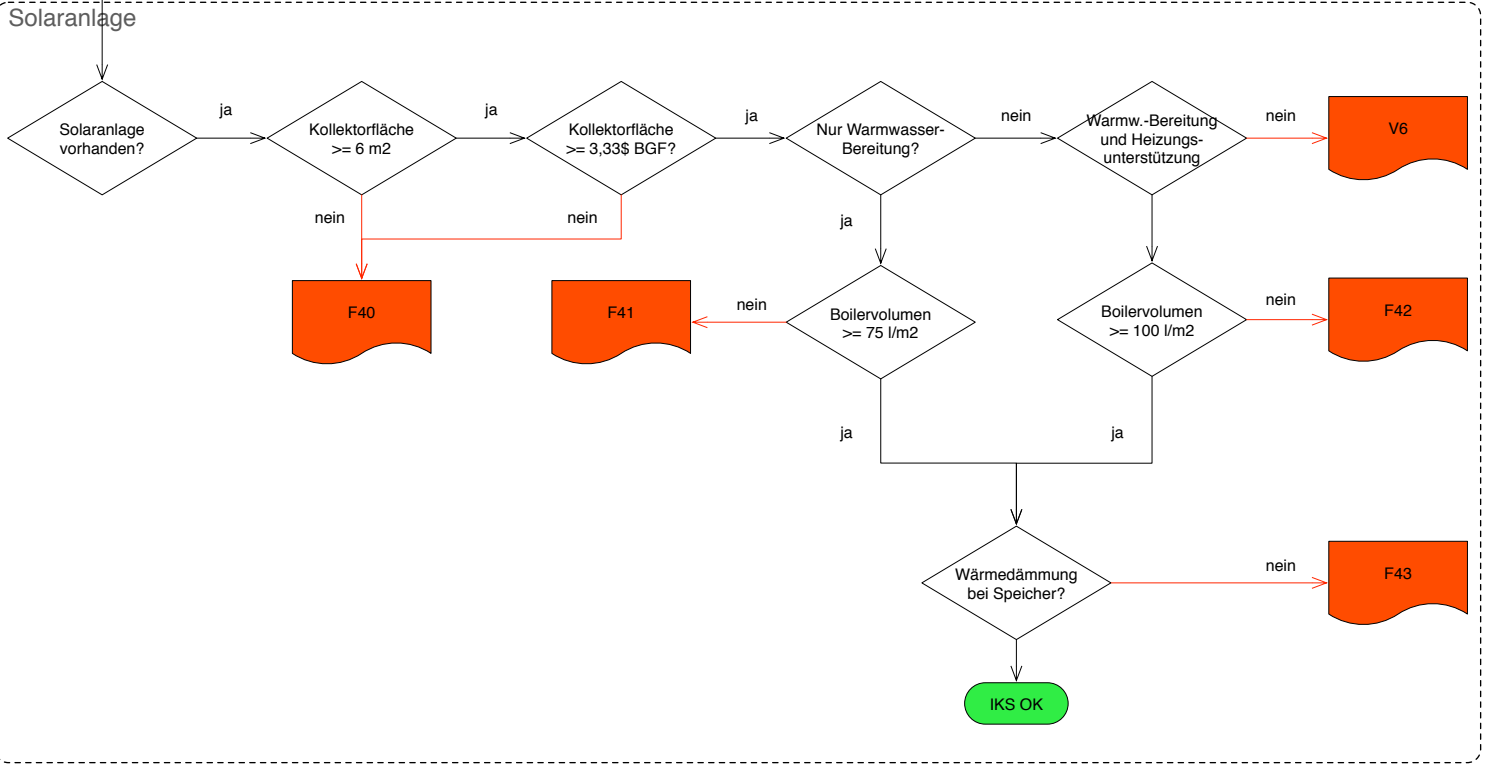 Solaranlage
Solaranlage
vorhanden?
ja
Kollektorfläche
>= 6 m2
ja
Kollektorfläche
>= 3,33$ BGF?
ja
Nur Warmwasser-
Bereitung?
nein
Warmw.-Bereitung
und Heizungs-
unterstützung
nein
V6
nein
nein
ja
F40
F41
nein
Boilervolumen
>= 75 l/m2
Boilervolumen
>= 100 l/m2
nein
F42
ja
ja
Wärmedämmung
bei Speicher?
nein
F43
IKS OK